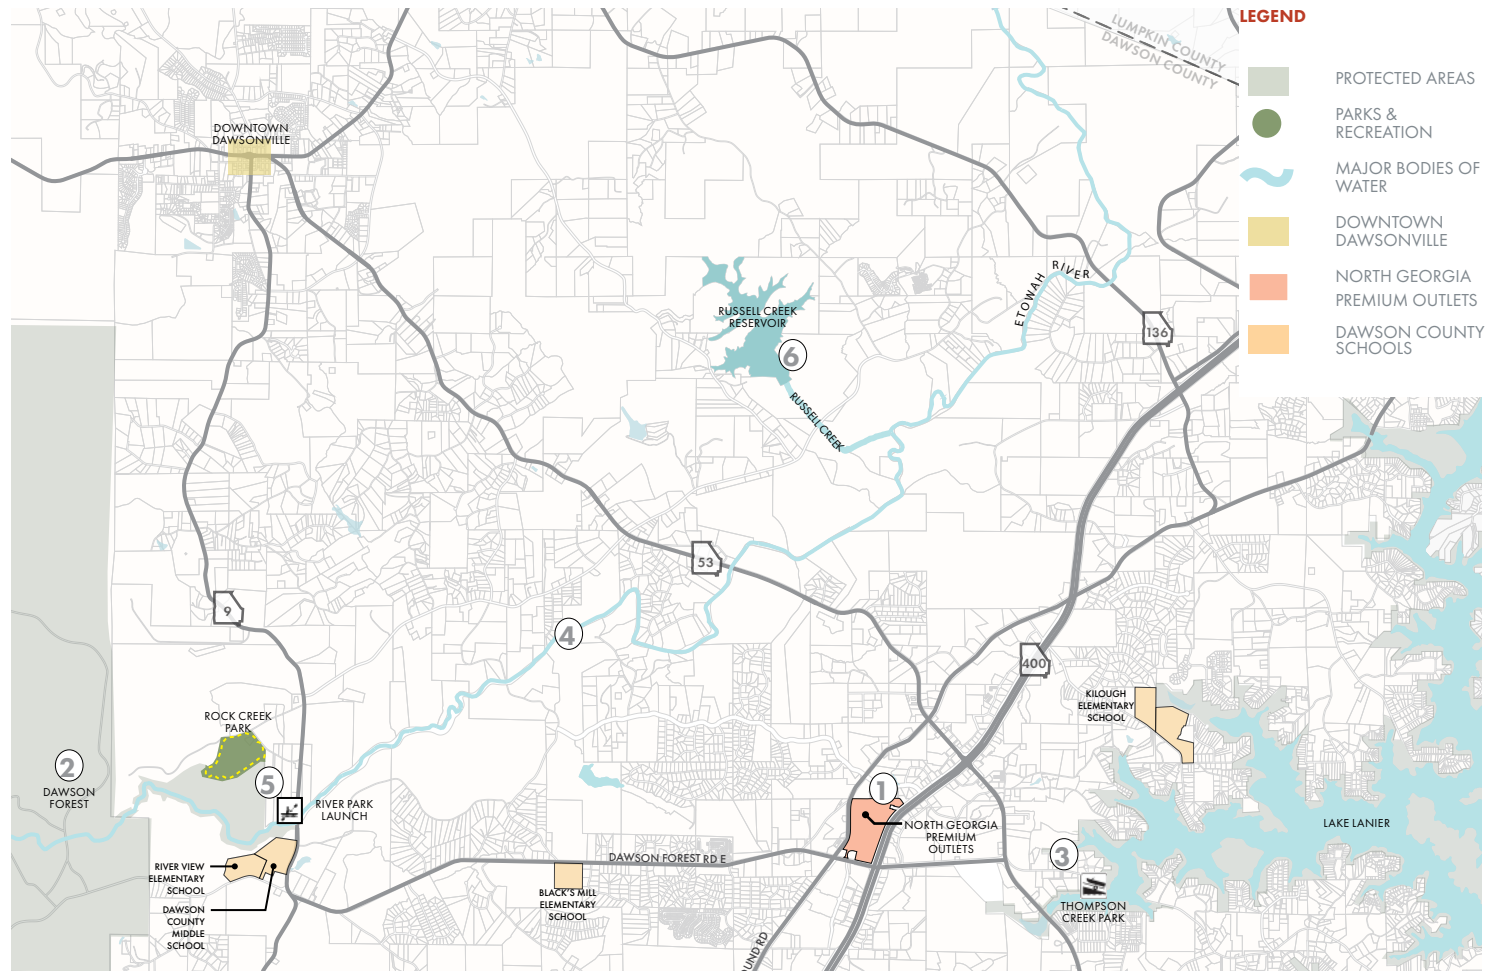 LEGEND
PROTECTED AREAS
PARKS &
RECREATION
MAJOR BODIES OF
WATER
DOWNTOWN
DAWSONVILLE
NORTH GEORGIA
PREMIUM OUTLETS
DAWSON COUNTY
SCHOOLS
LUMPKIN COUNTY
DAWSON COUNTY
DOWNTOWN
DAWSONVILLE
ETOWAH RIVER
RUSSELL CREEK
RESERVOIR
136
6
RUSSELL CREEK
53
9
4
400
KILOUGH
ELEMENTARY
SCHOOL
ROCK CREEK
PARK
2
DAWSON
FOREST
5
RIVER PARK
LAUNCH
1
NORTH GEORGIA
PREMIUM
OUTLETS
LAKE LANIER
3
DAWSON FOREST RD E
RIVER VIEW
ELEMENTARY
SCHOOL
BLACK'S MILL
ELEMENTARY
SCHOOL
THOMPSON
CREEK PARK
DAWSON
COUNTY
MIDDLE
SCHOOL
RD